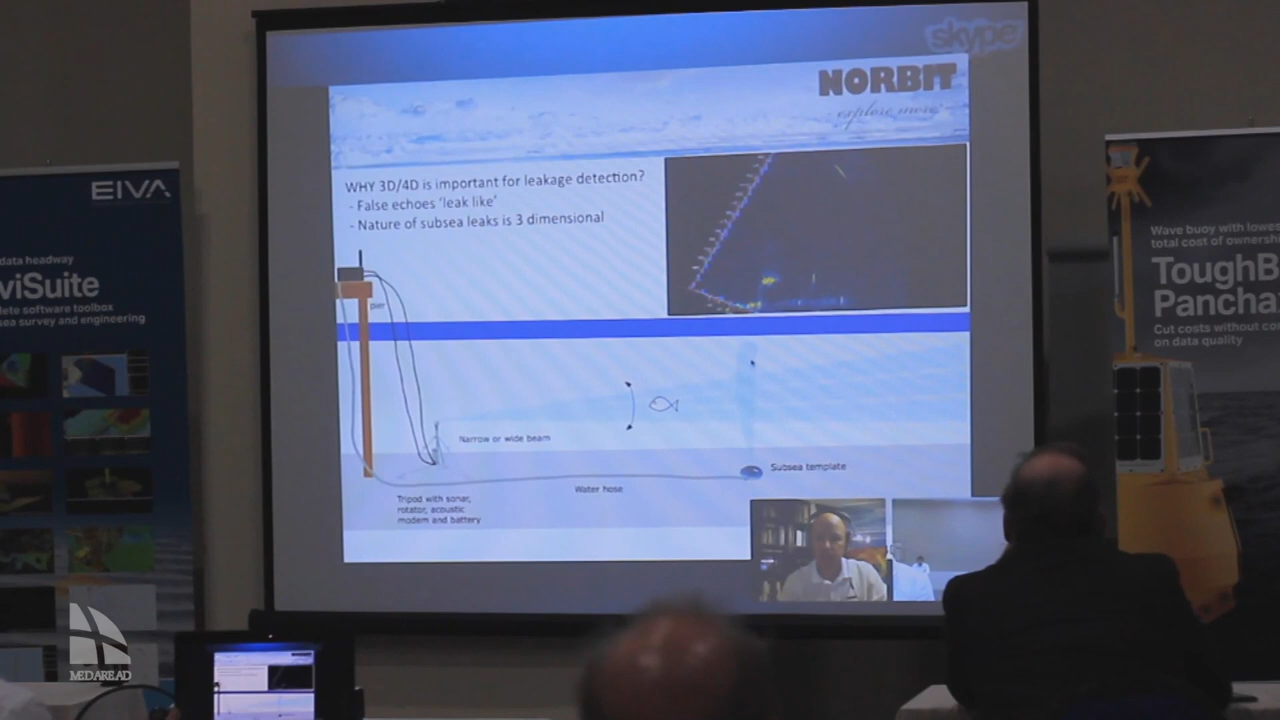 skype
NORBIT
explore more
WHY 3D/4D is important for leakage detection?
- False echoes 'leak like'
- Nature of subsea leaks is 3 dimensional
pier
Narrow or wide beam
Subsea template
Water hose
Tripod with sonar,
rotator, acoustic
modem and battery
EIVA
data headway
viSuite
lete software toolbox
sea survey and engineering
Wave buoy with lowes
total cost of ownersh
ToughB
Pancha
Cut costs without co
on data quality
MEDAREAD